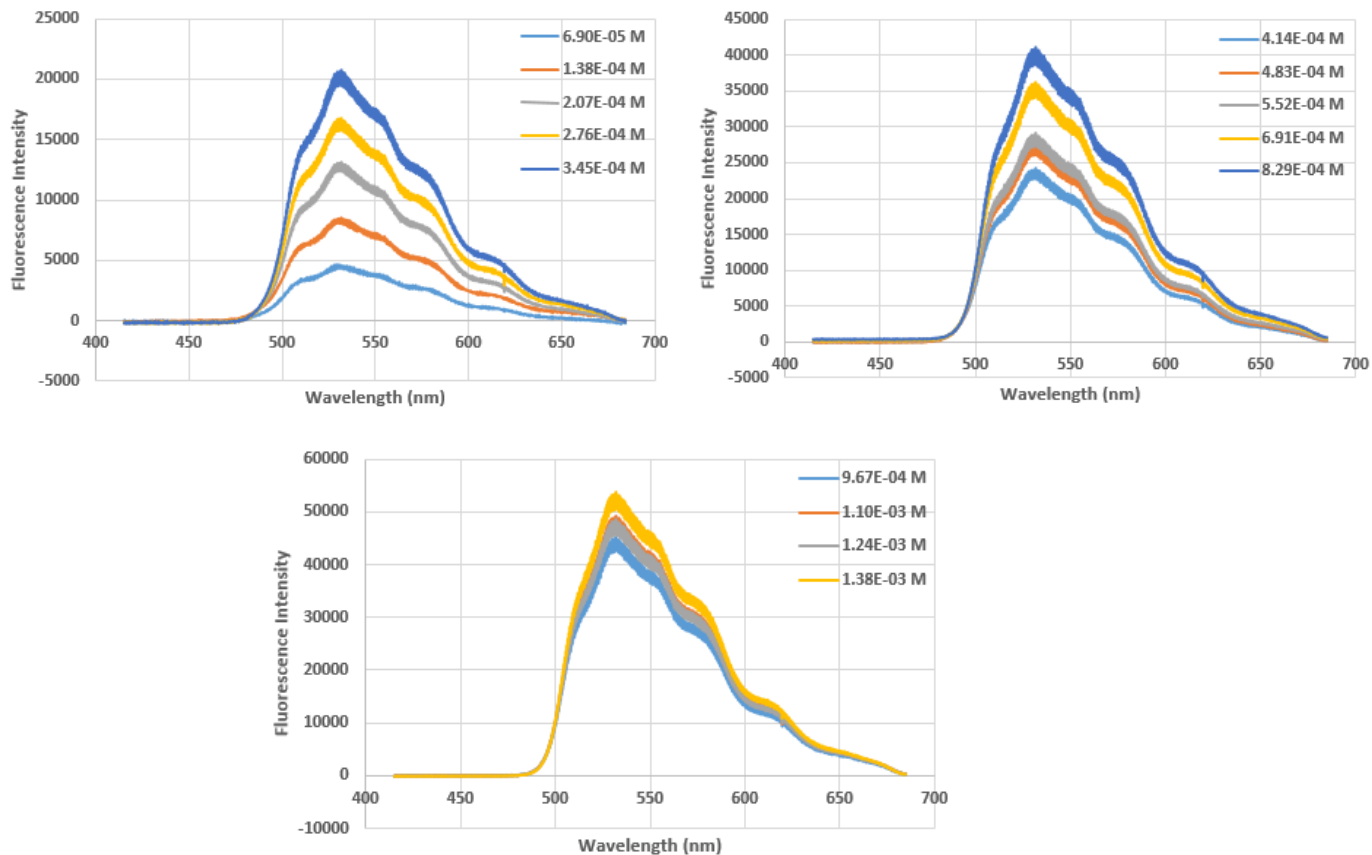 25000
20000
15000
10000
5000
0
-5000
400
450
500
550
600
650
700
Fluorescence Intensity
Wavelength (nm)
6.90E-05 M
1.38E-04 M
2.07E-04 M
2.76E-04 M
3.45E-04 M
45000
40000
35000
30000
25000
20000
15000
10000
5000
0
-5000
400
450
500
550
600
650
700
Fluorescence Intensity
Wavelength (nm)
4.14E-04 M
4.83E-04 M
5.52E-04 M
6.91E-04 M
8.29E-04 M
60000
50000
40000
30000
20000
10000
0
-10000
400
450
500
550
600
650
700
Fluorescence Intensity
Wavelength (nm)
9.67E-04 M
1.10E-03 M
1.24E-03 M
1.38E-03 M